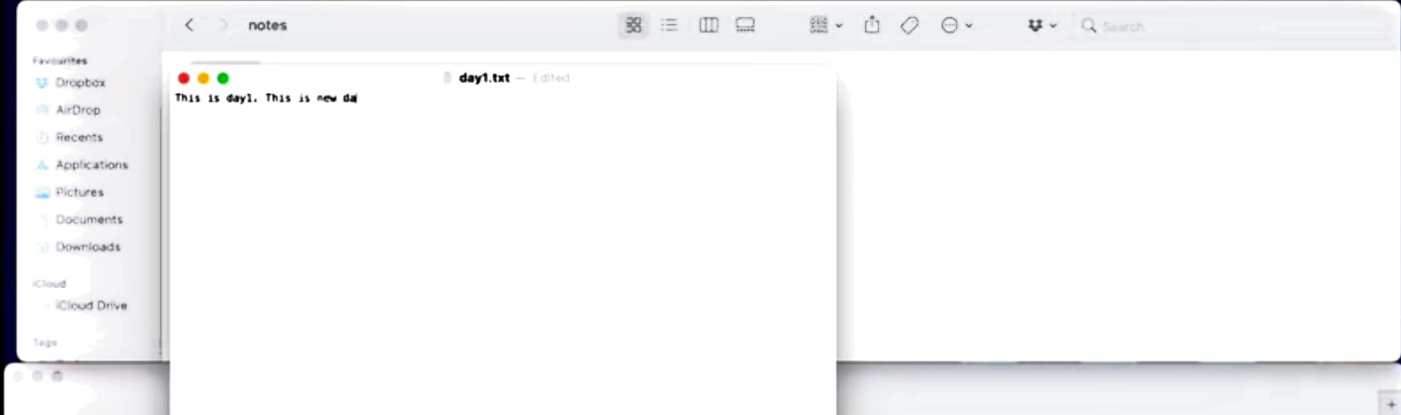 notes
Search
Favourites
Dropbox
AirDrop
Recents
Applications
Pictures
Documents
Downloads
iCloud
iCloud Drive
Tags
day1.txt — Edited
This is day1. This is new da